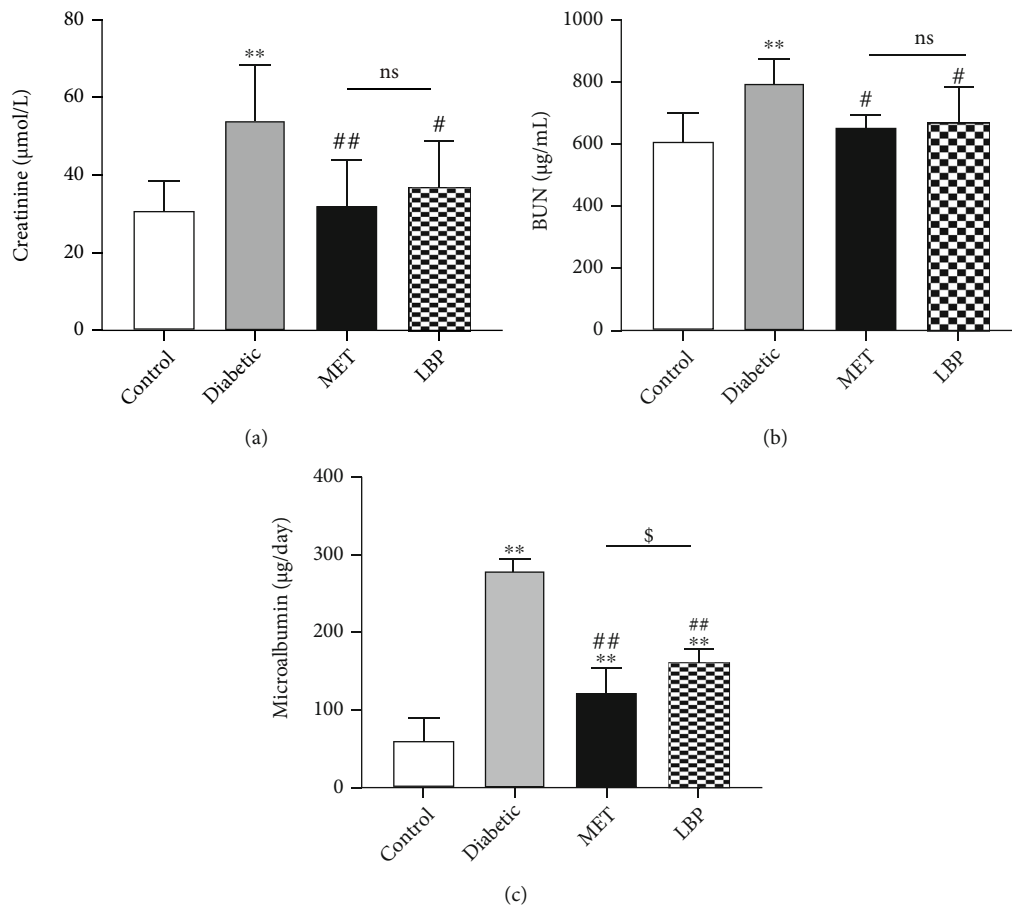 Creatinine (μmol/L)
80
60
40
20
0
**
##
#
ns
Control
Diabetic
MET
LBP
(a)
BUN (μg/mL)
1000
800
600
400
200
0
**
#
#
ns
Control
Diabetic
MET
LBP
(b)
Microalbumin (μg/day)
400
300
200
100
0
**
##
**
##
**
$
Control
Diabetic
MET
LBP
(c)